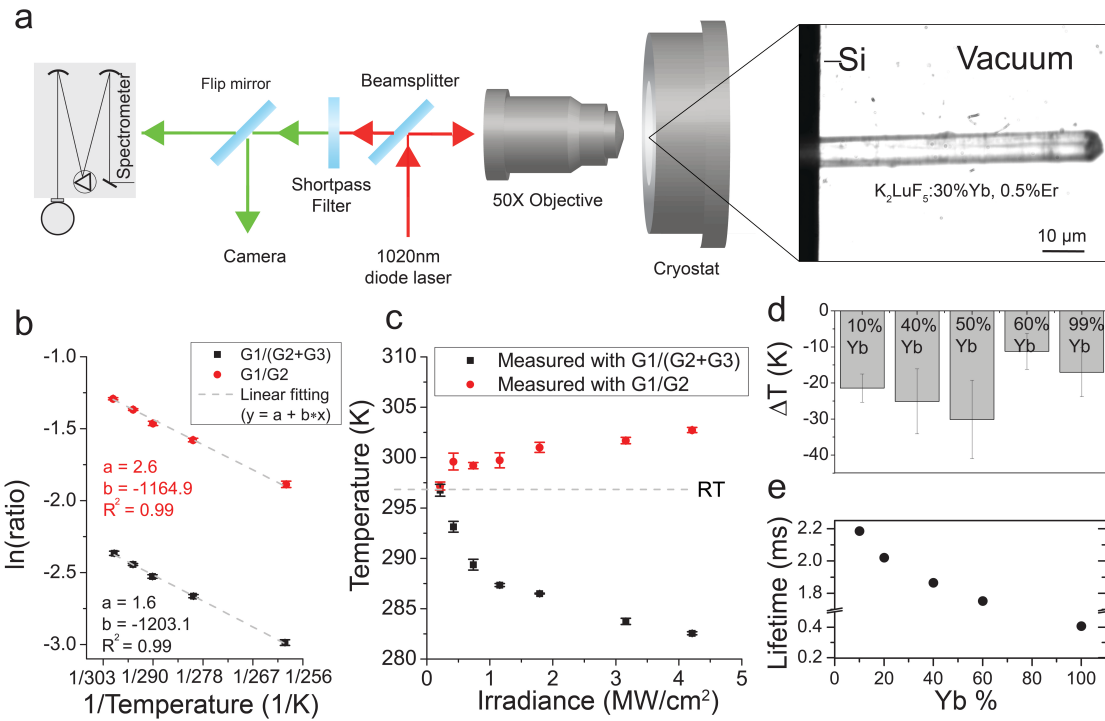 a
Spectrometer
Flip mirror
Beamsplitter
Shortpass
Filter
Camera
1020nm
diode laser
50X Objective
Cryostat
Si
Vacuum
K₂LuF₅:30%Yb, 0.5%Er
10 µm
b
G1/(G2+G3)
G1/G2
Linear fitting
(y = a + b*x)
a = 2.6
b = -1164.9
R² = 0.99
a = 1.6
b = -1203.1
R² = 0.99
ln(ratio)
-1.0
-1.5
-2.0
-2.5
-3.0
1/303 1/290 1/278 1/267 1/256
1/Temperature (1/K)
c
Measured with G1/(G2+G3)
Measured with G1/G2
RT
Temperature (K)
310
305
300
295
290
285
280
0 1 2 3 4 5
Irradiance (MW/cm²)
d
10% 40% 50% 60% 99%
Yb Yb Yb Yb Yb
ΔT (K)
0
-10
-20
-30
-40
e
Lifetime (ms)
2.2
2.0
1.8
0.4
0.2
0 20 40 60 80 100
Yb %